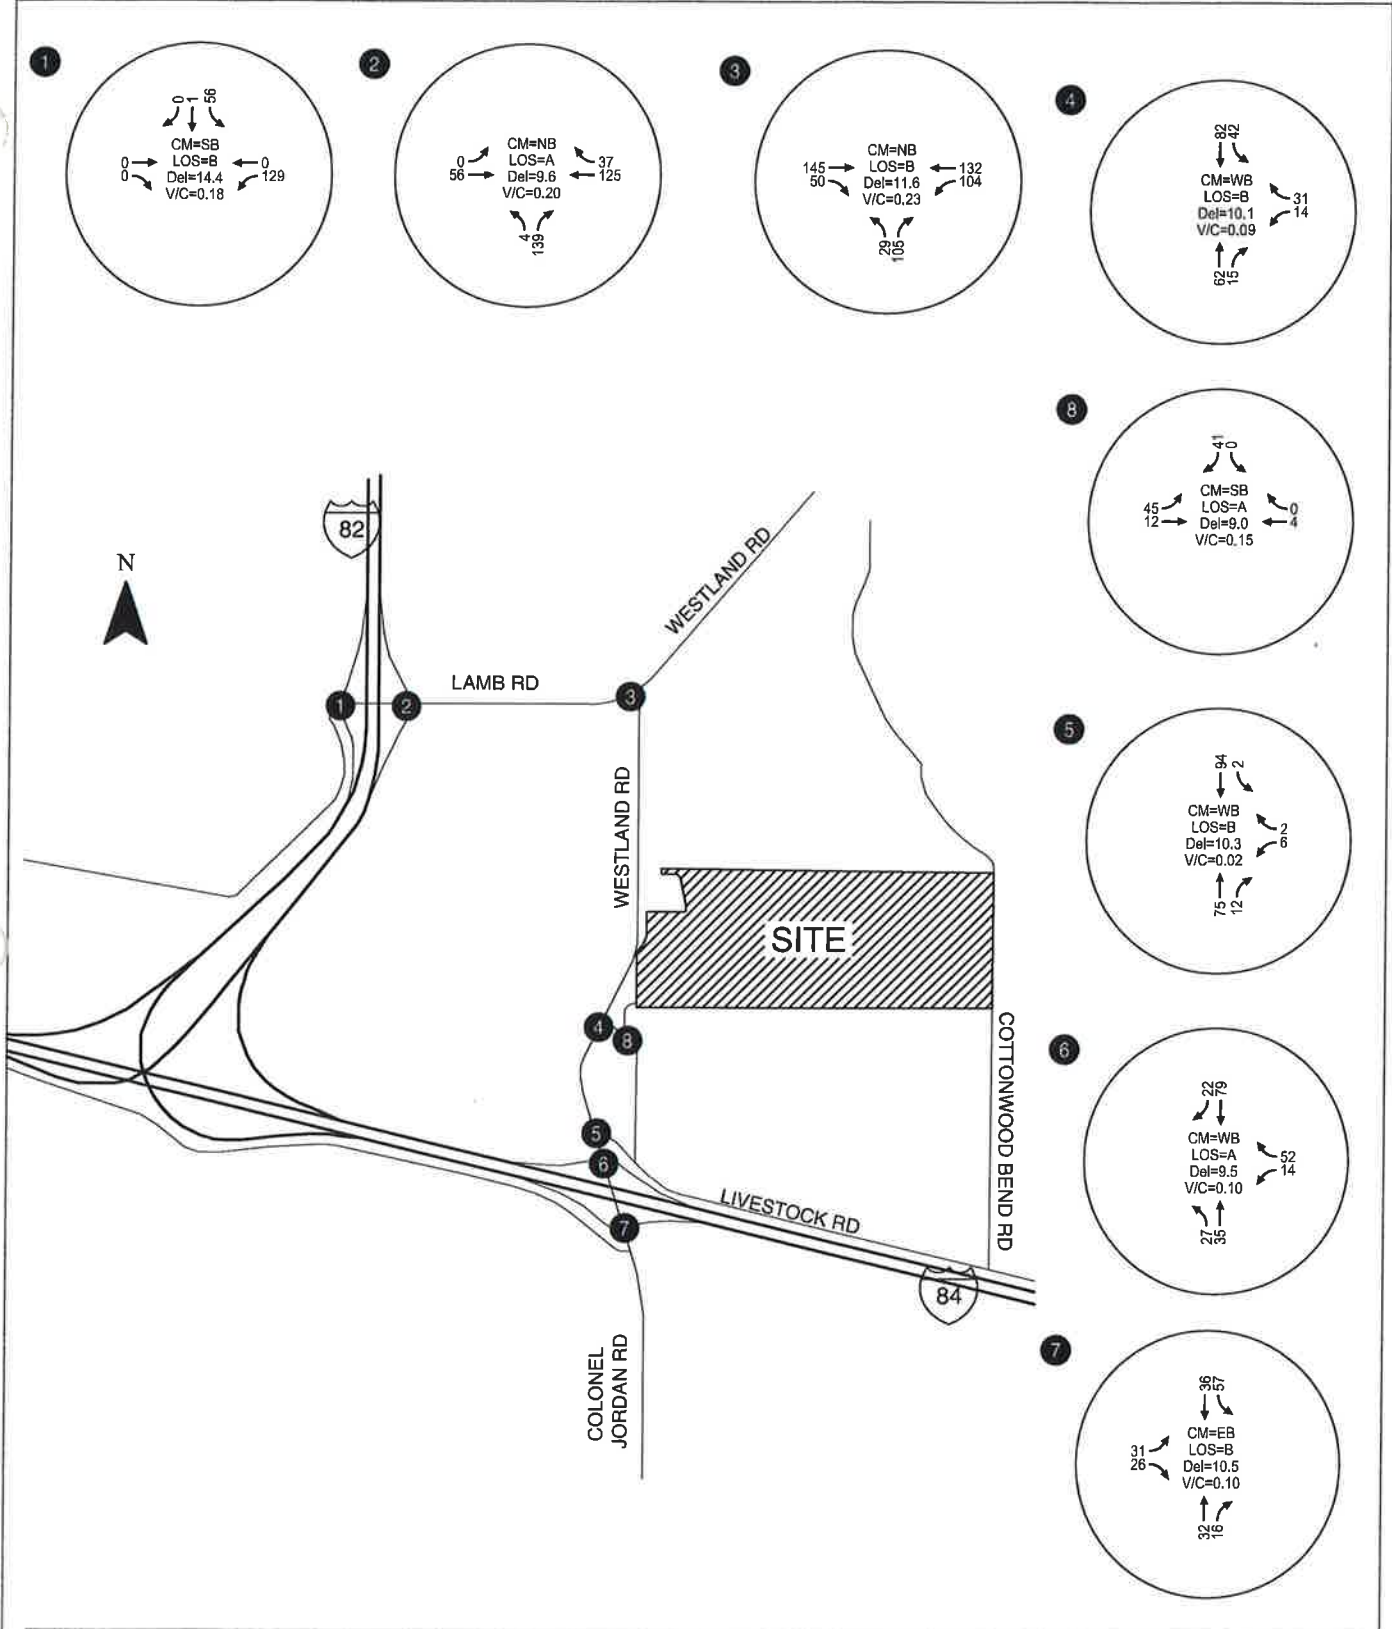 1
0 1 56
CM=SB
LOS=B
Del=14.4
V/C=0.18
0
0
0
129
2
CM=NB
LOS=A
Del=9.6
V/C=0.20
0
56
37
125
4
139
3
CM=NB
LOS=B
Del=11.6
V/C=0.23
145
50
132
104
29
105
4
82
42
CM=WB
LOS=B
Del=10.1
V/C=0.09
31
14
62
15
8
41
0
CM=SB
LOS=A
Del=9.0
V/C=0.15
45
12
0
4
5
94
2
CM=WB
LOS=B
Del=10.3
V/C=0.02
2
6
75
12
6
22
79
CM=WB
LOS=A
Del=9.5
V/C=0.10
52
14
27
35
7
36
57
CM=EB
LOS=B
Del=10.5
V/C=0.10
31
26
32
16
82
N
WESTLAND RD
LAMB RD
1
2
3
WESTLAND RD
SITE
4
8
5
6
7
COTTONWOOD BEND RD
LIVESTOCK RD
84
COLONEL
JORDAN RD